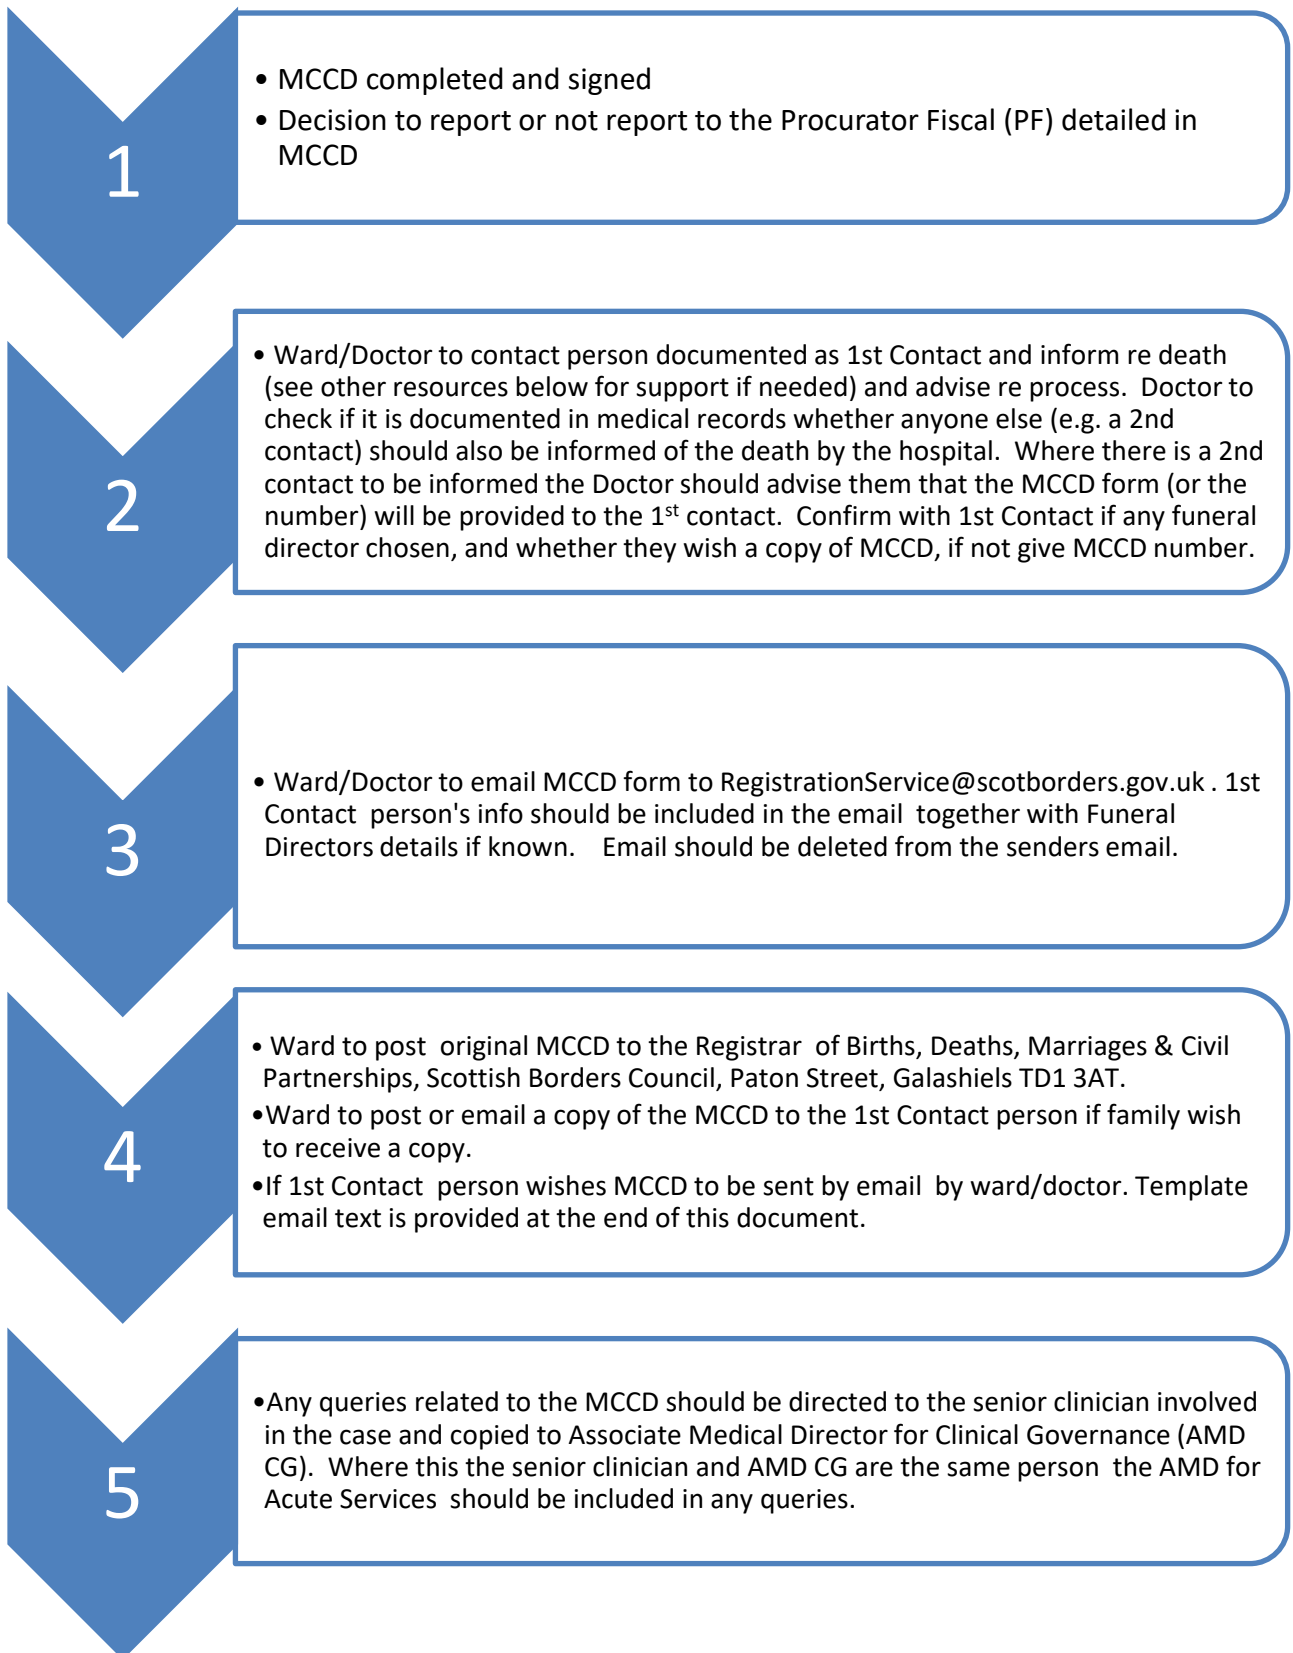 1
• MCCD completed and signed
• Decision to report or not report to the Procurator Fiscal (PF) detailed in
MCCD
2
• Ward/Doctor to contact person documented as 1st Contact and inform re death
(see other resources below for support if needed) and advise re process.  Doctor to
check if it is documented in medical records whether anyone else (e.g. a 2nd
contact) should also be informed of the death by the hospital.  Where there is a 2nd
contact to be informed the Doctor should advise them that the MCCD form (or the
number) will be provided to the 1st contact.  Confirm with 1st Contact if any funeral
director chosen, and whether they wish a copy of MCCD, if not give MCCD number.
3
• Ward/Doctor to email MCCD form to RegistrationService@scotborders.gov.uk . 1st
Contact  person's info should be included in the email  together with Funeral
Directors details if known.    Email should be deleted from the senders email.
4
• Ward to post  original MCCD to the Registrar  of Births, Deaths, Marriages & Civil
Partnerships, Scottish Borders Council, Paton Street, Galashiels TD1 3AT.
•Ward to post or email a copy of the MCCD to the 1st Contact person if family wish
to receive a copy.
•If 1st Contact  person wishes MCCD to be sent by email  by ward/doctor. Template
email text is provided at the end of this document.
5
•Any queries related to the MCCD should be directed to the senior clinician involved
in the case and copied to Associate Medical Director for Clinical Governance (AMD
CG).  Where this the senior clinician and AMD CG are the same person  the AMD for
Acute Services  should be included in any queries.